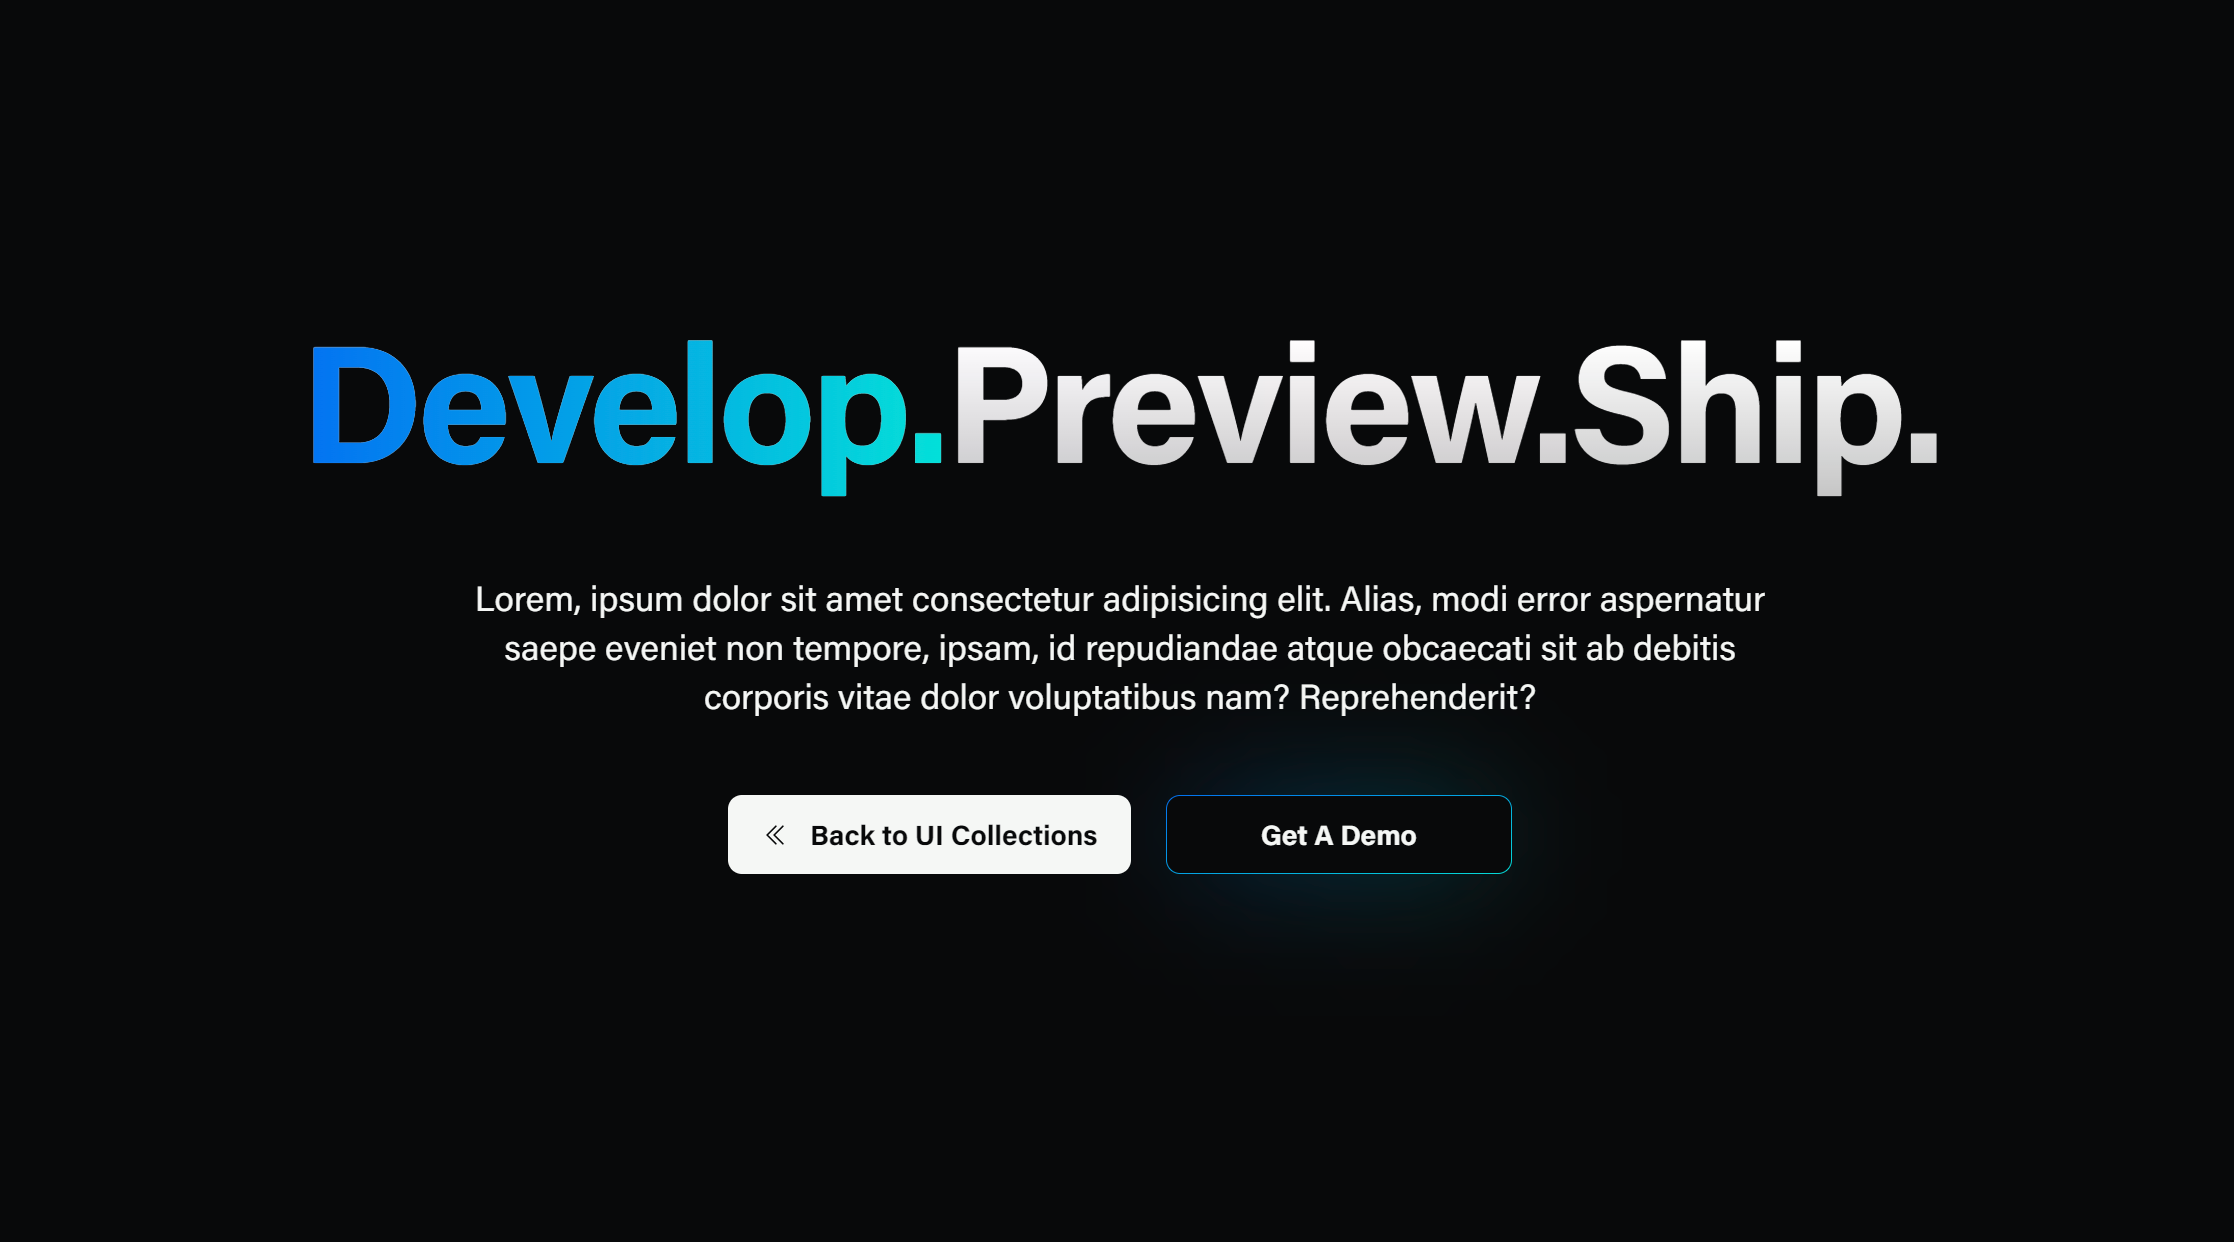 Develop.Preview.Ship.
Lorem, ipsum dolor sit amet consectetur adipisicing elit. Alias, modi error aspernatur
saepe eveniet non tempore, ipsam, id repudiandae atque obcaecati sit ab debitis
corporis vitae dolor voluptatibus nam? Reprehenderit?
Back to UI Collections
Get A Demo